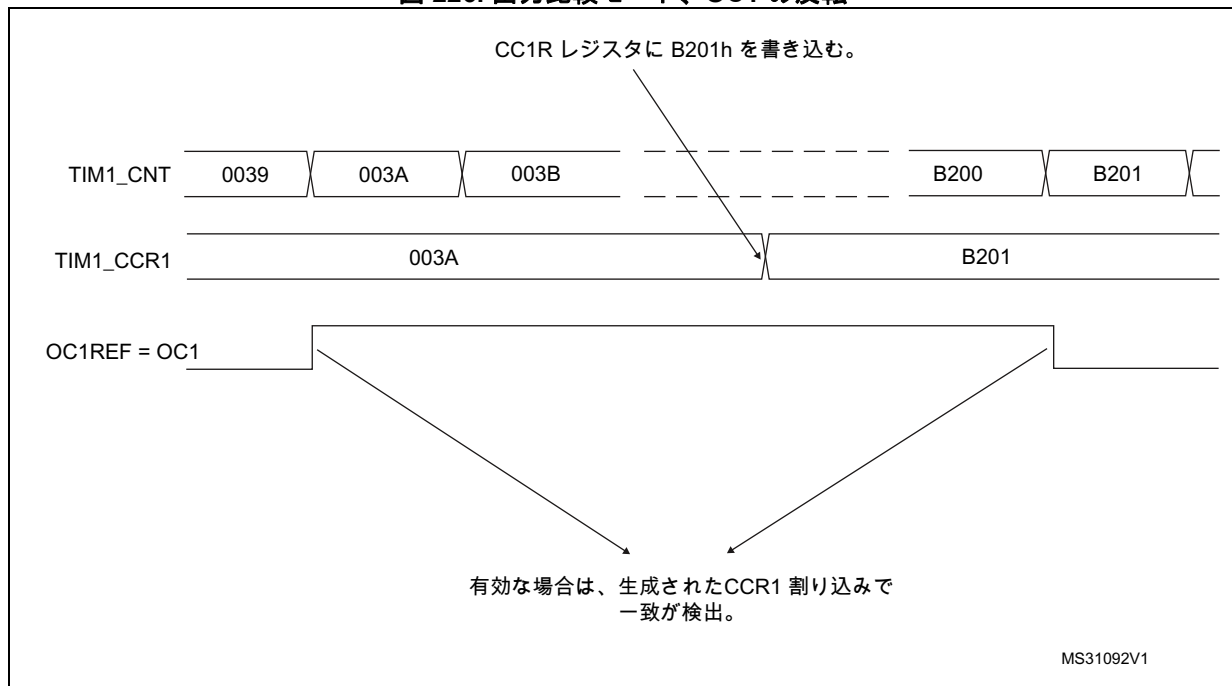 CC1R レジスタに B201h を書き込む。
TIM1_CNT 0039 003A 003B B200 B201
TIM1_CCR1 003A B201
OC1REF = OC1
有効な場合は、生成されたCCR1 割り込みで
一致が検出。
MS31092V1